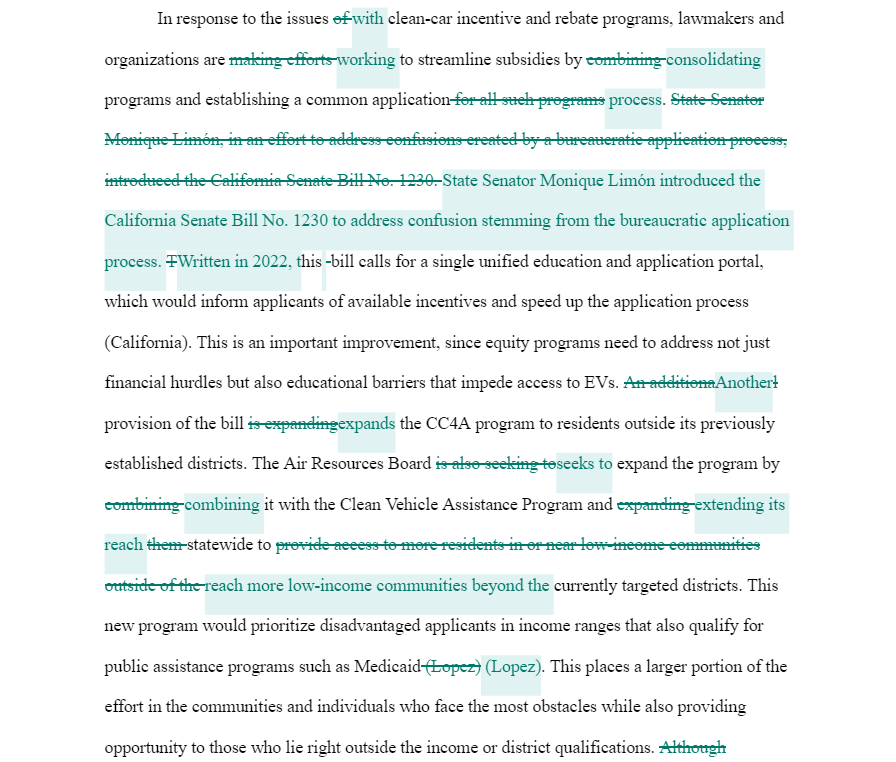 In response to the issues of with clean-car incentive and rebate programs, lawmakers and
organizations are making efforts working to streamline subsidies by combining consolidating
programs and establishing a common application for all such programs process. State Senator
Monique Limón, in an effort to address confusions created by a bureaucratic application process,
introduced the California Senate Bill No. 1230. State Senator Monique Limón introduced the
California Senate Bill No. 1230 to address confusion stemming from the bureaucratic application
process. TWritten in 2022, this -bill calls for a single unified education and application portal,
which would inform applicants of available incentives and speed up the application process
(California). This is an important improvement, since equity programs need to address not just
financial hurdles but also educational barriers that impede access to EVs. An additionaAnotherl
provision of the bill is expandingexpands the CC4A program to residents outside its previously
established districts. The Air Resources Board is also seeking toseeks to expand the program by
combining combining it with the Clean Vehicle Assistance Program and expanding extending its
reach them statewide to provide access to more residents in or near low-income communities
outside of the reach more low-income communities beyond the currently targeted districts. This
new program would prioritize disadvantaged applicants in income ranges that also qualify for
public assistance programs such as Medicaid (Lopez) (Lopez). This places a larger portion of the
effort in the communities and individuals who face the most obstacles while also providing
opportunity to those who lie right outside the income or district qualifications. Although